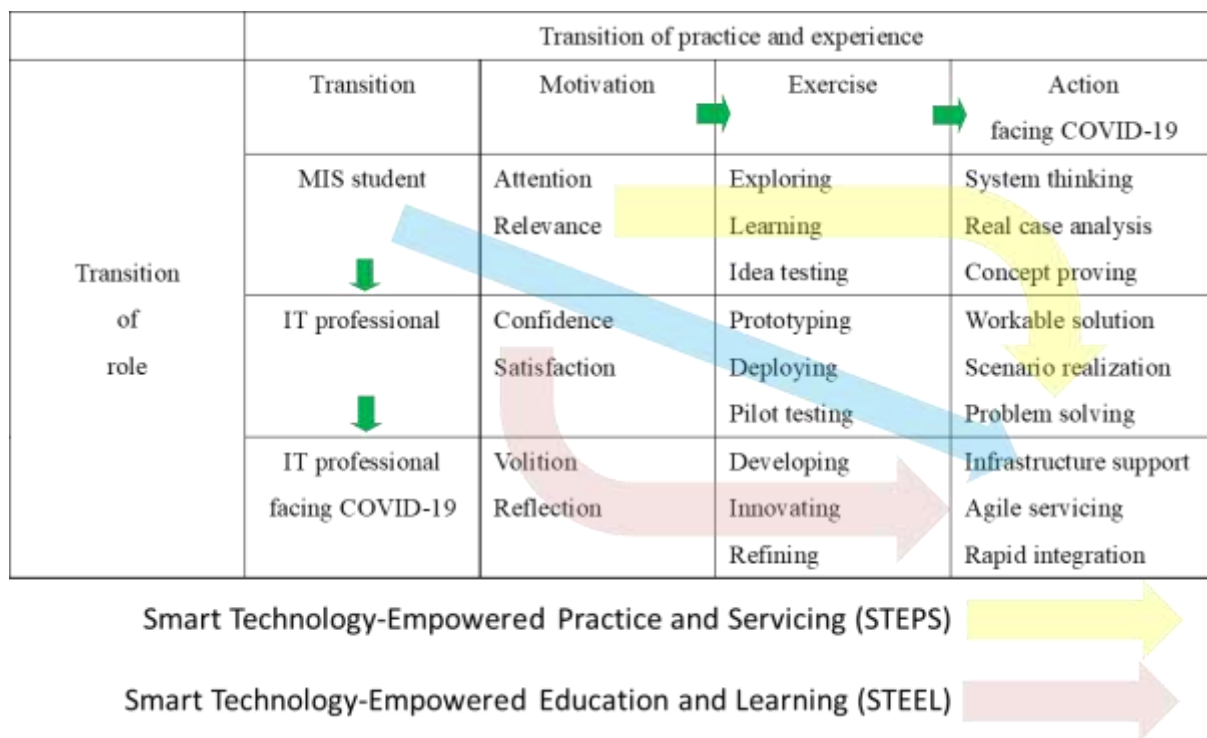 Transition of practice and experience
Transition Motivation Exercise Action
facing COVID-19
MIS student Attention Exploring System thinking
Relevance Learning Real case analysis
Transition Idea testing Concept proving
of IT professional Confidence Prototyping Workable solution
role Satisfaction Deploying Scenario realization
Pilot testing Problem solving
IT professional Volition Developing Infrastructure support
facing COVID-19 Reflection Innovating Agile servicing
Refining Rapid integration
Smart Technology-Empowered Practice and Servicing (STEPS)
Smart Technology-Empowered Education and Learning (STEEL)